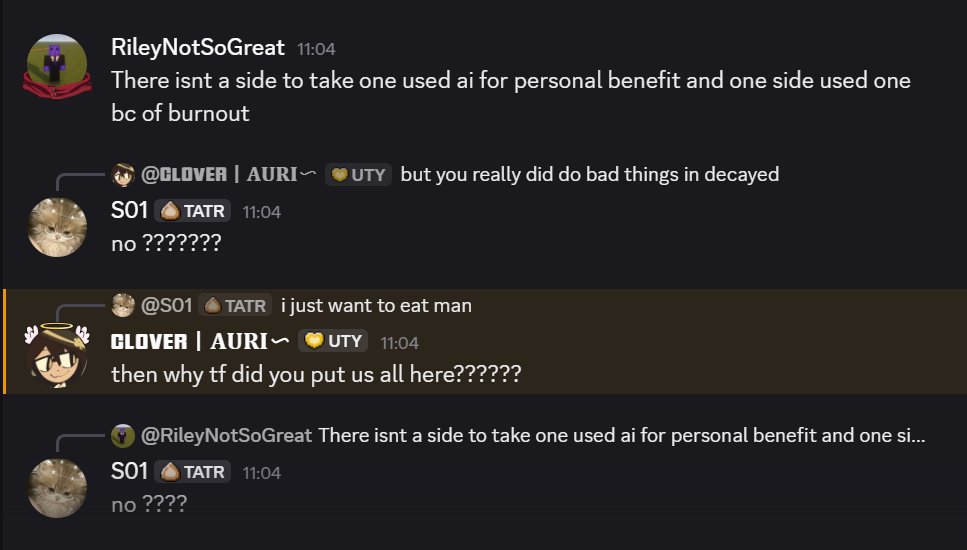 RileyNotSoGreat 11:04
There isnt a side to take one used ai for personal benefit and one side used one
bc of burnout
@CLOVER | AURI〜 UTY but you really did do bad things in decayed
S01 TATR 11:04
no ???????
@S01 TATR i just want to eat man
CLOVER | AURI〜 UTY 11:04
then why tf did you put us all here??????
@RileyNotSoGreat There isnt a side to take one used ai for personal benefit and one si...
S01 TATR 11:04
no ????